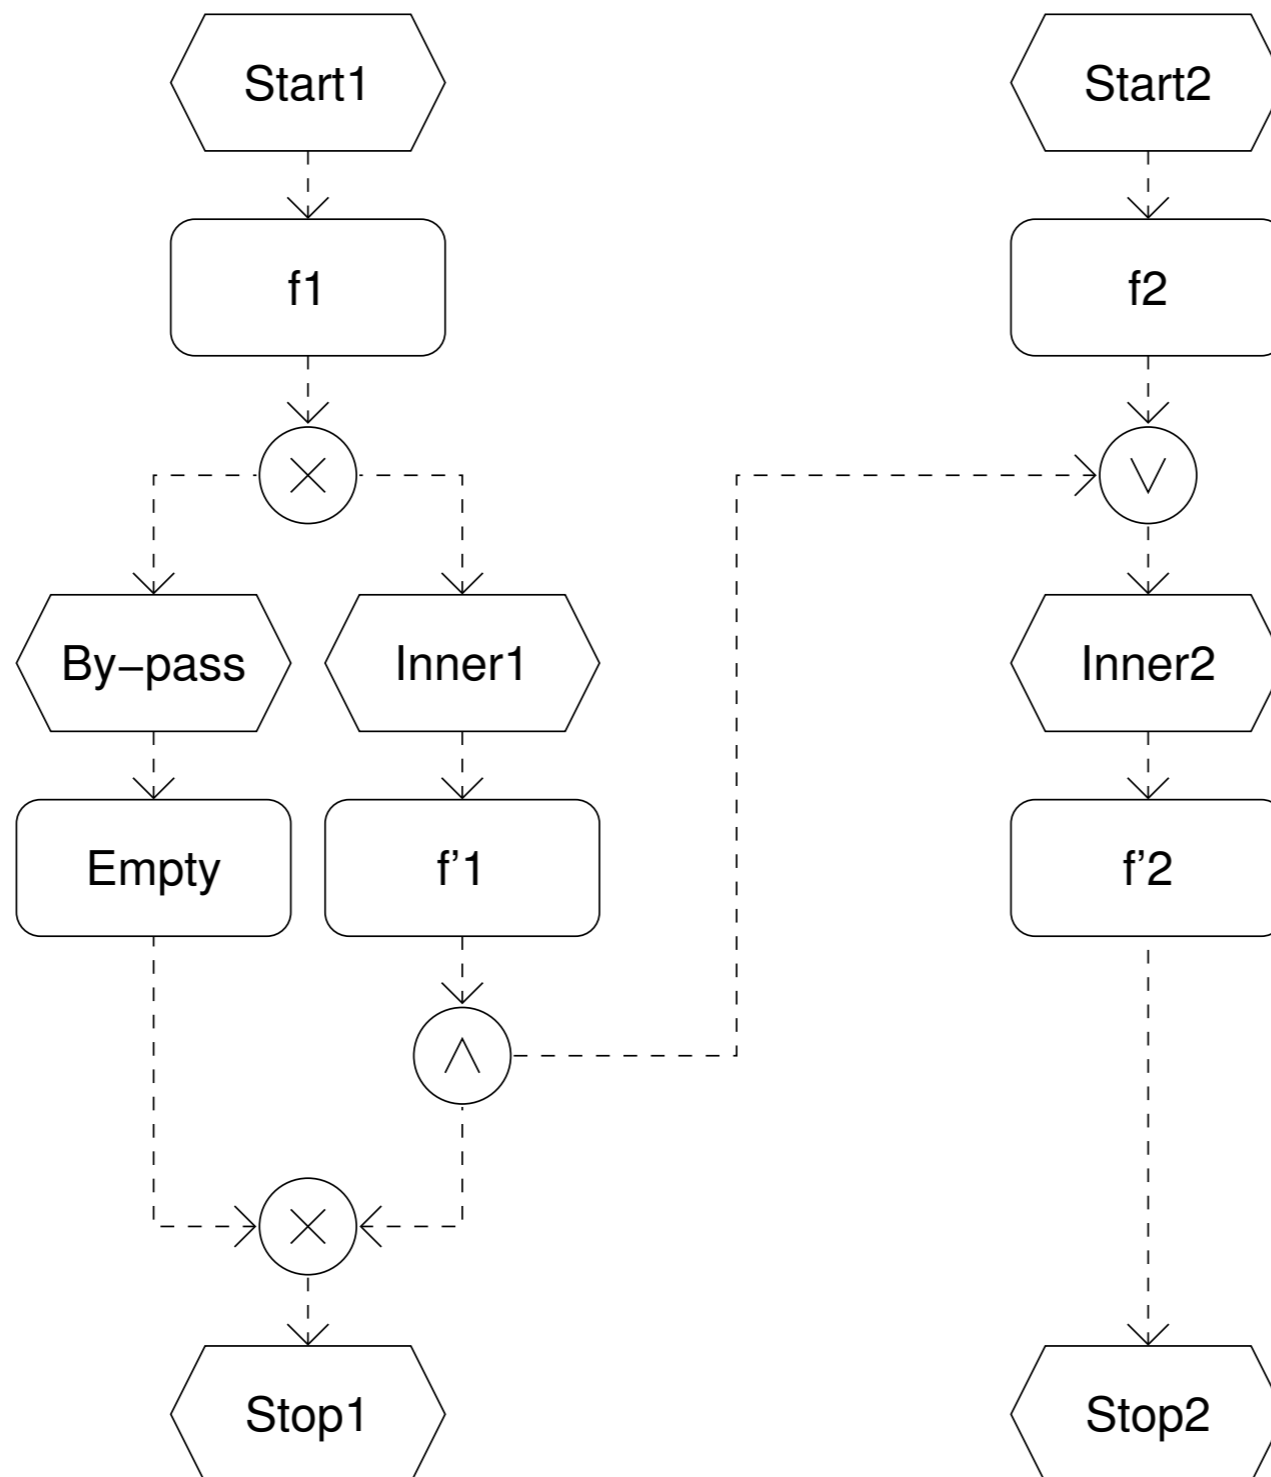 Start1
Start2
f1
f2
By–pass
Inner1
Inner2
Empty
f'1
f'2
Stop1
Stop2